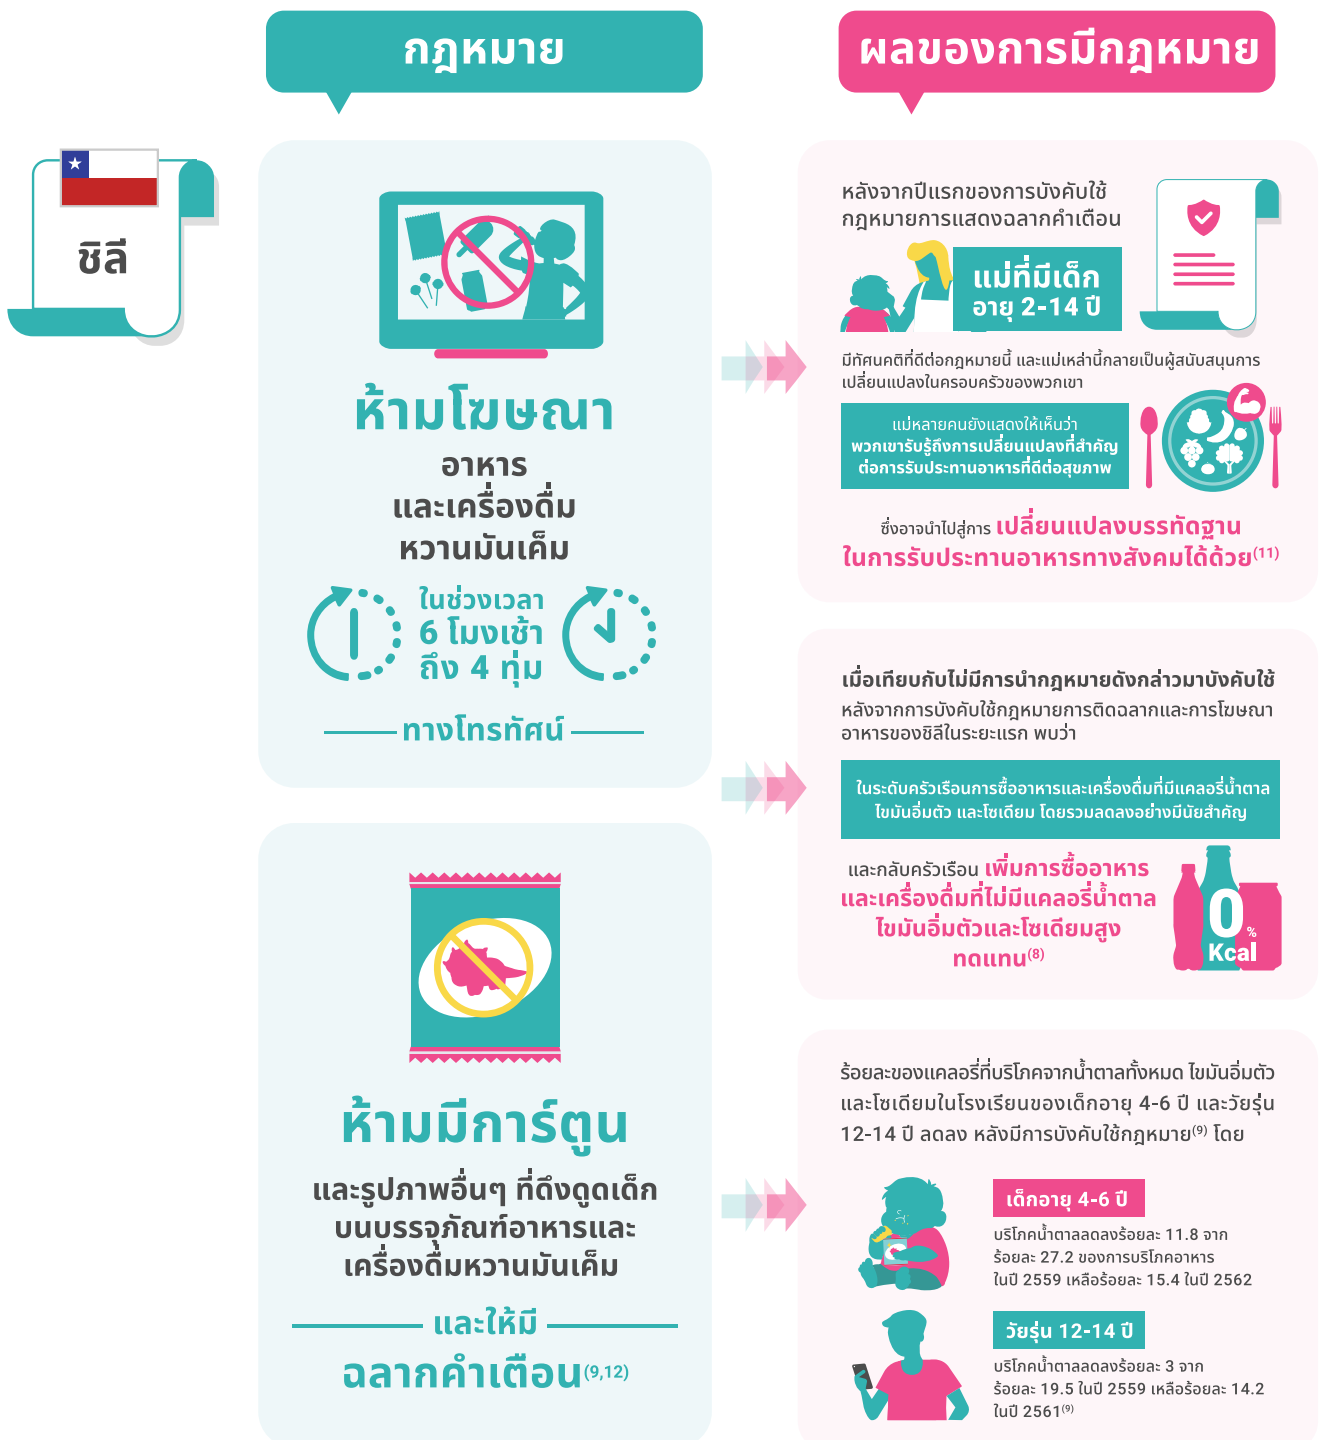 กฎหมาย
ผลของการมีกฎหมาย
ชิลี
ห้ามโฆษณา
อาหาร
และเครื่องดื่ม
หวานมันเค็ม
ในช่วงเวลา
6 โมงเช้า
ถึง 4 ทุ่ม
ทางโทรทัศน์
ห้ามมีการ์ตูน
และรูปภาพอื่นๆ ที่ดึงดูดเด็ก
บนบรรจุภัณฑ์อาหารและ
เครื่องดื่มหวานมันเค็ม
และให้มี
ฉลากคำเตือน(9,12)
หลังจากปีแรกของการบังคับใช้
กฎหมายการแสดงฉลากคำเตือน
แม่ที่มีเด็ก
อายุ 2-14 ปี
มีทัศนคติที่ดีต่อกฎหมายนี้ และแม่เหล่านี้กลายเป็นผู้สนับสนุนการ
เปลี่ยนแปลงในครอบครัวของพวกเขา
แม่หลายคนยังแสดงให้เห็นว่า
พวกเขารับรู้ถึงการเปลี่ยนแปลงที่สำคัญ
ต่อการรับประทานอาหารที่ดีต่อสุขภาพ
ซึ่งอาจนำไปสู่การ เปลี่ยนแปลงบรรทัดฐาน
ในการรับประทานอาหารทางสังคมได้ด้วย(11)
เมื่อเทียบกับไม่มีการนำกฎหมายดังกล่าวมาบังคับใช้
หลังจากการบังคับใช้กฎหมายการติดฉลากและการโฆษณา
อาหารของชิลีในระยะแรก พบว่า
ในระดับครัวเรือนการซื้ออาหารและเครื่องดื่มที่มีแคลอรี่น้ำตาล
ไขมันอิ่มตัว และโซเดียม โดยรวมลดลงอย่างมีนัยสำคัญ
และกลับครัวเรือน เพิ่มการซื้ออาหาร
และเครื่องดื่มที่ไม่มีแคลอรี่น้ำตาล
ไขมันอิ่มตัวและโซเดียมสูง
ทดแทน(8)
0%
Kcal
ร้อยละของแคลอรี่ที่บริโภคจากน้ำตาลทั้งหมด ไขมันอิ่มตัว
และโซเดียมในโรงเรียนของเด็กอายุ 4-6 ปี และวัยรุ่น
12-14 ปี ลดลง หลังมีการบังคับใช้กฎหมาย(9) โดย
เด็กอายุ 4-6 ปี
บริโภคน้ำตาลลดลงร้อยละ 11.8 จาก
ร้อยละ 27.2 ของการบริโภคอาหาร
ในปี 2559 เหลือร้อยละ 15.4 ในปี 2562
วัยรุ่น 12-14 ปี
บริโภคน้ำตาลลดลงร้อยละ 3 จาก
ร้อยละ 19.5 ในปี 2559 เหลือร้อยละ 14.2
ในปี 2561(9)